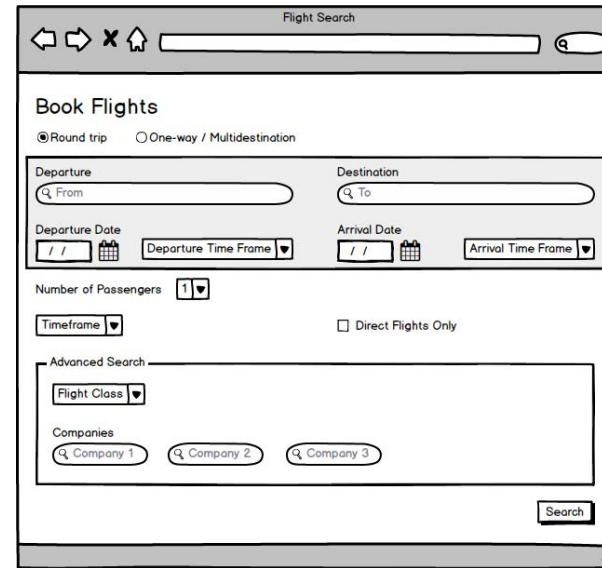 Flight Search
Book Flights
Round trip One-way / Multidestination
Departure Destination
From To
Departure Date Arrival Date
/ / Departure Time Frame / / Arrival Time Frame
Number of Passengers 1
Timeframe Direct Flights Only
Advanced Search
Flight Class
Companies
Company 1 Company 2 Company 3
Search